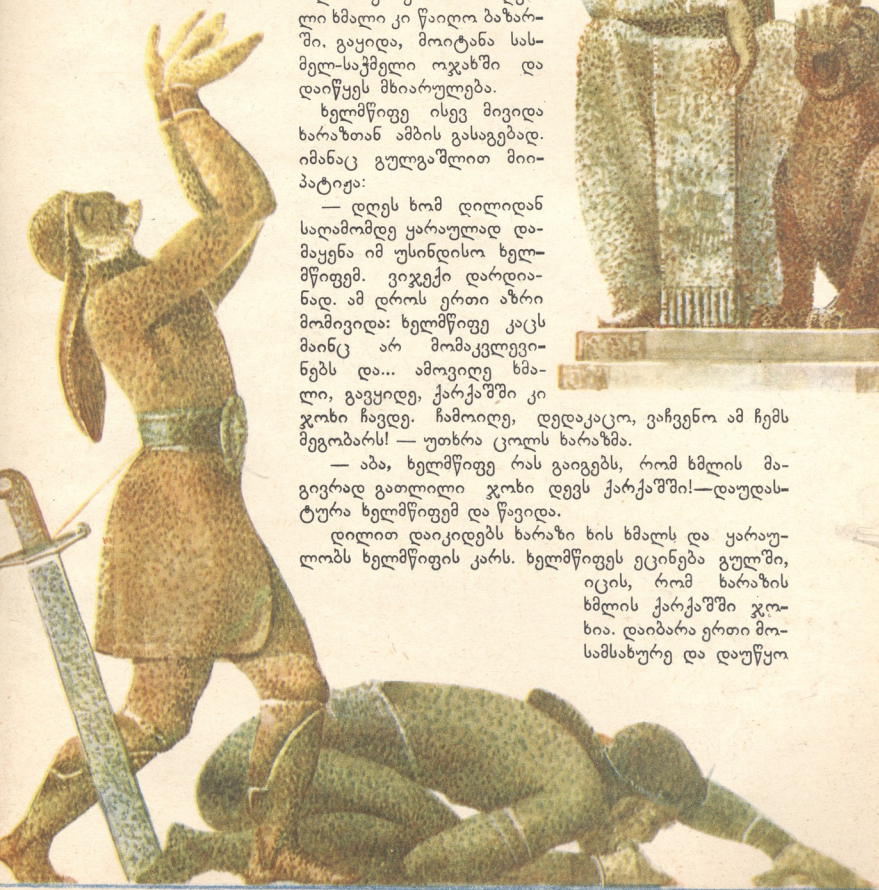 ლი ხმალი კი წაიღო ბაზარ-
ში. გაყიდა, მოიტანა სას-
მელ-საჭმელი ოჯახში და
დაიწყეს მხიარულება.
ხელმწიფე ისევ მივიდა
ხარაზთან ამბის გასაგებად.
იმანაც გულგაშლით მიი-
პატიჟა:
— დღეს ხომ დილიდან
საღამომდე ყარაულად და-
მაყენა იმ უსინდისო ხელ-
მწიფემ. ვიჯექი დარდია-
ნად. ამ დროს ერთი აზრი
მომივიდა: ხელმწიფე კაცს
მაინც არ მომაკვლევი-
ნებს და... ამოვიღე ხმა-
ლი, გავყიდე, ქარქაშში კი
ჯოხი ჩავდე. ჩამოიღე, დედაკაცო, ვაჩვენო ამ ჩემს
მეგობარს! — უთხრა ცოლს ხარაზმა.
— აბა, ხელმწიფე რას გაიგებს, რომ ხმლის მა-
გივრად გათლილი ჯოხი დევს ქარქაშში!—დაუდას-
ტურა ხელმწიფემ და წავიდა.
დილით დაიკიდებს ხარაზი ხის ხმალს და ყარაუ-
ლობს ხელმწიფის კარს. ხელმწიფეს ეცინება გულში,
იცის, რომ ხარაზის
ხმლის ქარქაშში ჯო-
ხია. დაიბარა ერთი მო-
სამსახურე და დაუწყო